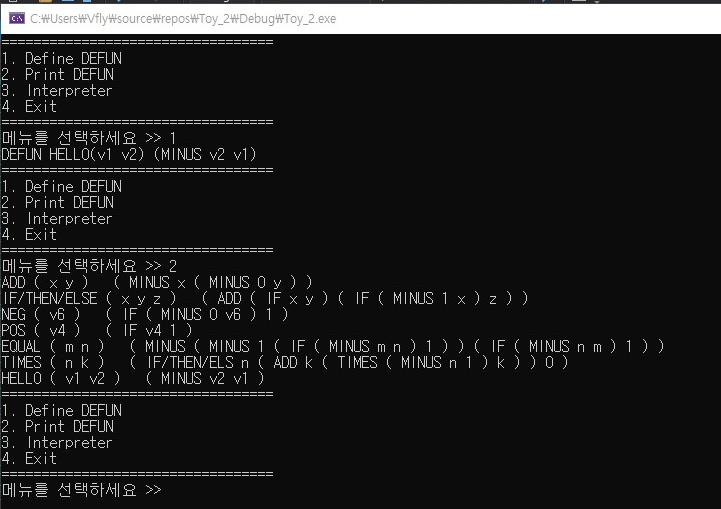 C:₩Users₩Vfly₩source₩repos₩Toy_2₩Debug₩Toy_2.exe
==================================
1. Define DEFUN
2. Print DEFUN
3. Interpreter
4. Exit
==================================
메뉴를 선택하세요 >> 1
DEFUN HELLO(v1 v2) (MINUS v2 v1)
==================================
1. Define DEFUN
2. Print DEFUN
3. Interpreter
4. Exit
==================================
메뉴를 선택하세요 >> 2
ADD ( x y )   ( MINUS x ( MINUS 0 y ) )
IF/THEN/ELSE ( x y z )   ( ADD ( IF x y ) ( IF ( MINUS 1 x ) z ) )
NEG ( v6 )   ( IF ( MINUS 0 v6 ) 1 )
POS ( v4 )   ( IF v4 1 )
EQUAL ( m n )   ( MINUS ( MINUS 1 ( IF ( MINUS m n ) 1 ) ) ( IF ( MINUS n m ) 1 ) )
TIMES ( n k )   ( IF/THEN/ELS n ( ADD k ( TIMES ( MINUS n 1 ) k ) ) 0 )
HELLO ( v1 v2 )   ( MINUS v2 v1 )
==================================
1. Define DEFUN
2. Print DEFUN
3. Interpreter
4. Exit
==================================
메뉴를 선택하세요 >>